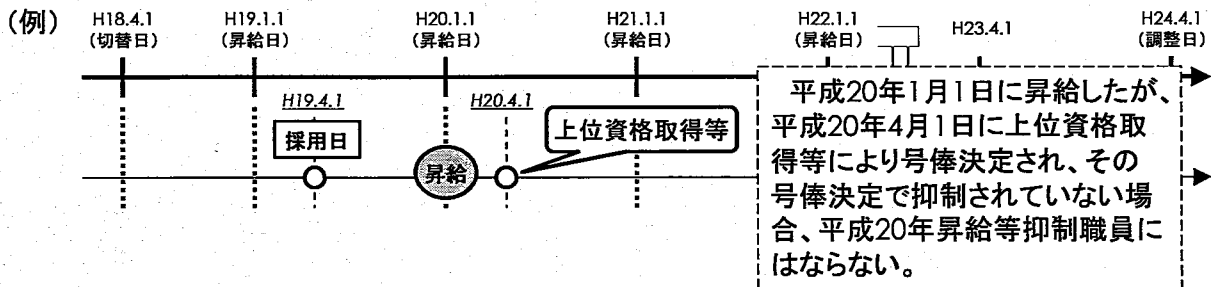 (例)
H18.4.1
(切替日)
H19.1.1
(昇給日)
H20.1.1
(昇給日)
H21.1.1
(昇給日)
H22.1.1
(昇給日)
H23.4.1
H24.4.1
(調整日)
H19.4.1
H20.4.1
採用日
昇給
上位資格取得等
平成20年1月1日に昇給したが、
平成20年4月1日に上位資格取
得等により号俸決定され、その
号俸決定で抑制されていない場
合、平成20年昇給等抑制職員に
はならない。